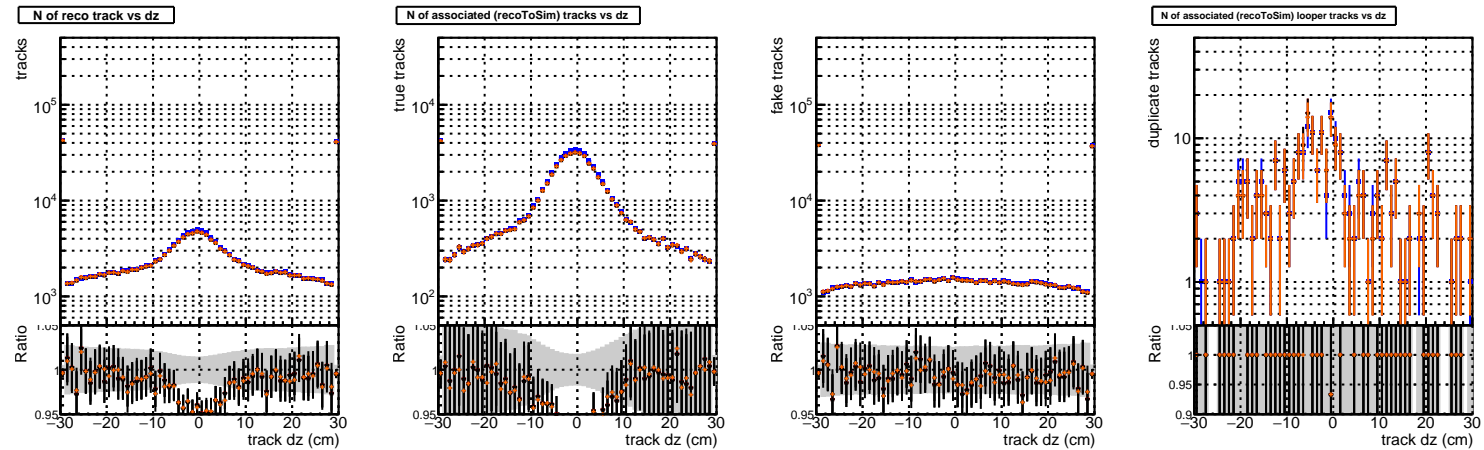 N of reco track vs dz
tracks
10^5
10^4
10^3
Ratio
1.05
1
0.95
−30 −20 −10 0 10 20 30
track dz (cm)
N of associated (recoToSim) tracks vs dz
true tracks
10^4
10^3
10^2
Ratio
1.05
1
0.95
−30 −20 −10 0 10 20 30
track dz (cm)
fake tracks
10^5
10^4
10^3
Ratio
1.05
1
0.95
−30 −20 −10 0 10 20 30
track dz (cm)
N of associated (recoToSim) looper tracks vs dz
duplicate tracks
10
1
Ratio
1.05
1
0.95
0.9
−30 −20 −10 0 10 20 30
track dz (cm)